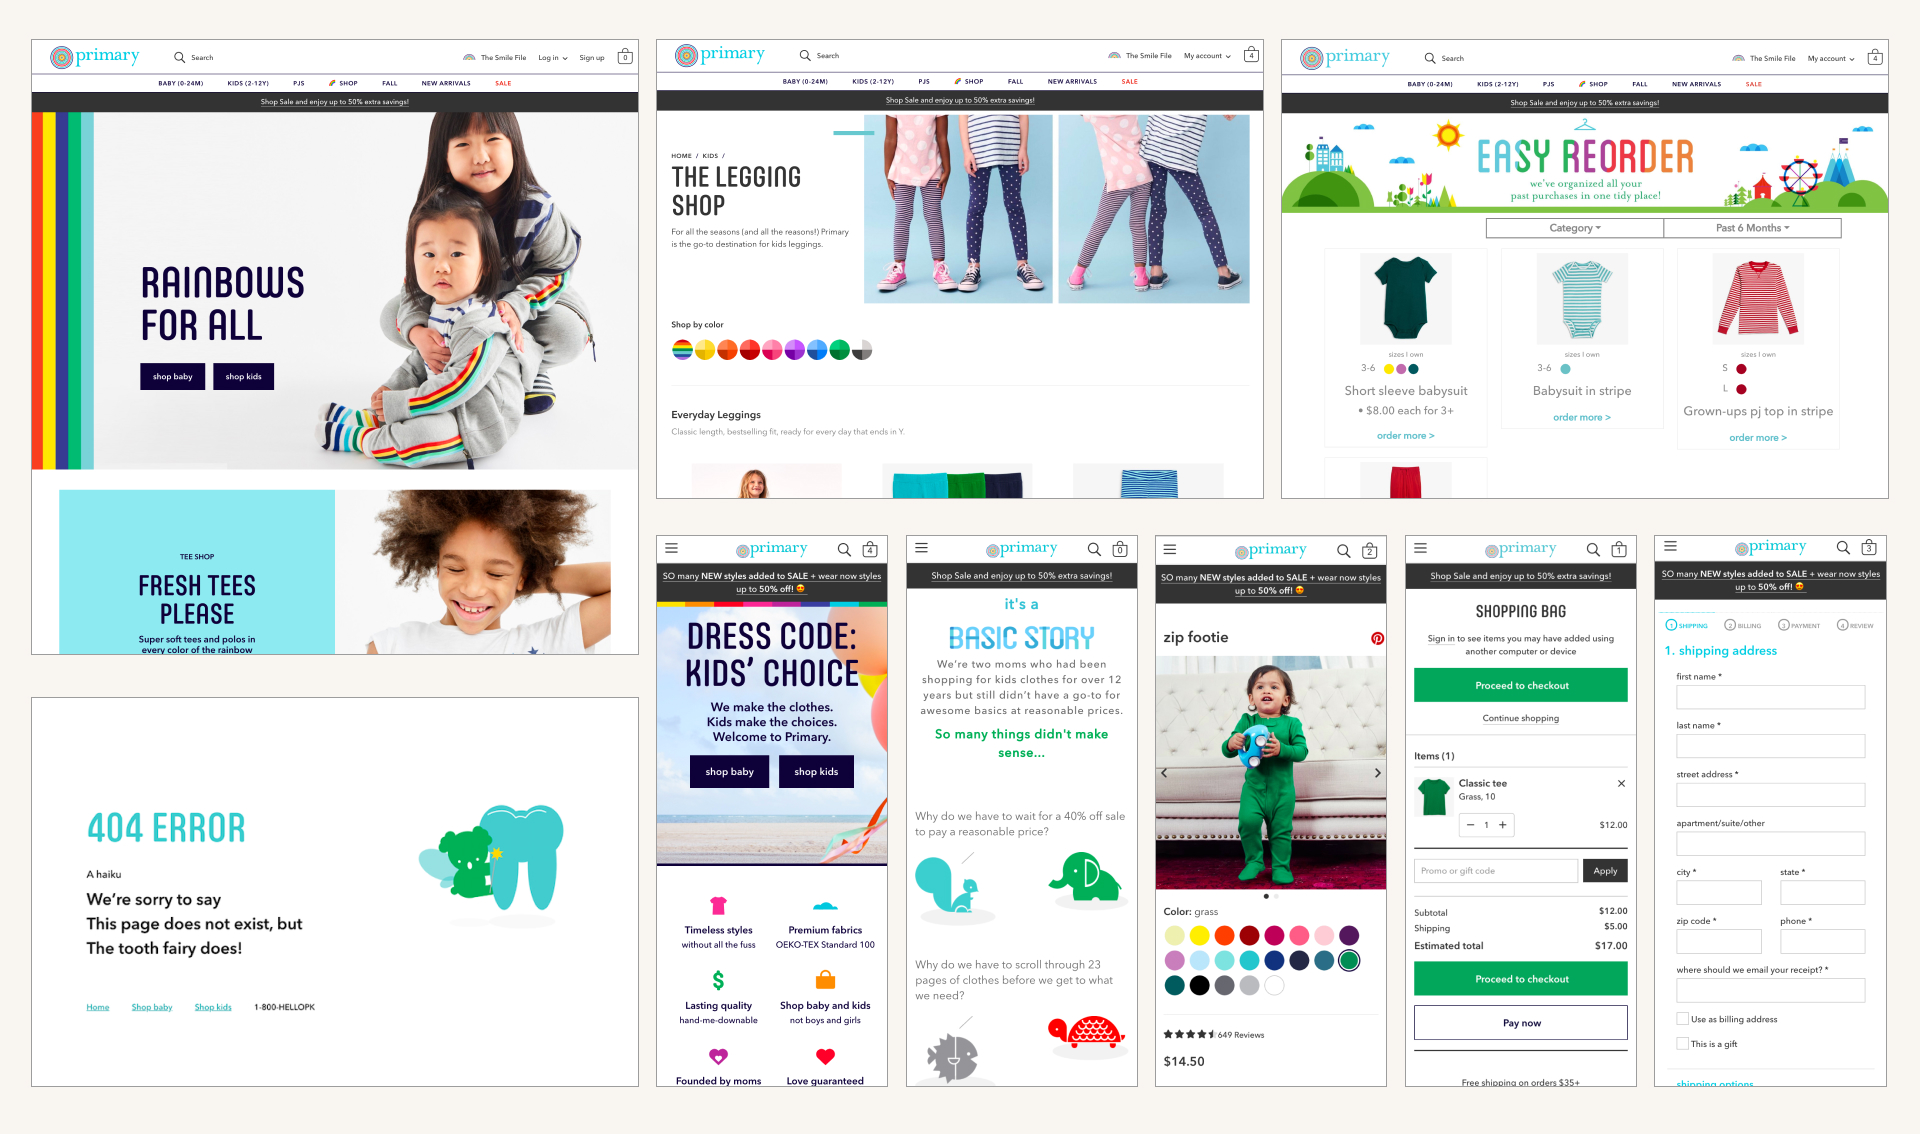 primary
Search
The Smile File
Log in
Sign up
0
BABY (0-24M)
KIDS (2-12Y)
PJS
SHOP
FALL
NEW ARRIVALS
SALE
Shop Sale and enjoy up to 50% extra savings!
RAINBOWS
FOR ALL
shop baby
shop kids
TEE SHOP
FRESH TEES
PLEASE
Super soft tees and polos in
every color of the rainbow
primary
Search
The Smile File
My account
4
BABY (0-24M)
KIDS (2-12Y)
PJS
SHOP
FALL
NEW ARRIVALS
SALE
Shop Sale and enjoy up to 50% extra savings!
HOME / KIDS /
THE LEGGING
SHOP
For all the seasons (and all the reasons!) Primary
is the go-to destination for kids leggings.
Shop by color
Everyday Leggings
Classic length, bestselling fit, ready for every day that ends in Y.
primary
Search
The Smile File
My account
4
BABY (0-24M)
KIDS (2-12Y)
PJS
SHOP
FALL
NEW ARRIVALS
SALE
Shop Sale and enjoy up to 50% extra savings!
EASY REORDER
we've organized all your
past purchases in one tidy place!
Category
Past 6 Months
sizes I own
3-6
Short sleeve babysuit
• $8.00 each for 3+
order more >
sizes I own
3-6
Babysuit in stripe
order more >
sizes I own
S
L
Grown-ups pj top in stripe
order more >
404 ERROR
A haiku
We're sorry to say
This page does not exist, but
The tooth fairy does!
Home
Shop baby
Shop kids
1-800-HELLOPK
primary
4
SO many NEW styles added to SALE + wear now styles
up to 50% off!
DRESS CODE:
KIDS' CHOICE
We make the clothes.
Kids make the choices.
Welcome to Primary.
shop baby
shop kids
Timeless styles
without all the fuss
Premium fabrics
OEKO-TEX Standard 100
Lasting quality
hand-me-downable
Shop baby and kids
not boys and girls
Founded by moms
Love guaranteed
primary
0
Shop Sale and enjoy up to 50% extra savings!
it's a
BASIC STORY
We're two moms who had been
shopping for kids clothes for over 12
years but still didn't have a go-to for
awesome basics at reasonable prices.
So many things didn't make
sense...
Why do we have to wait for a 40% off sale
to pay a reasonable price?
Why do we have to scroll through 23
pages of clothes before we get to what
we need?
primary
2
SO many NEW styles added to SALE + wear now styles
up to 50% off!
zip footie
Color: grass
649 Reviews
$14.50
primary
1
Shop Sale and enjoy up to 50% extra savings!
SHOPPING BAG
Sign in to see items you may have added using
another computer or device
Proceed to checkout
Continue shopping
Items (1)
Classic tee
Grass, 10
1
$12.00
Promo or gift code
Apply
Subtotal
$12.00
Shipping
$5.00
Estimated total
$17.00
Proceed to checkout
Pay now
Free shipping on orders $35+
primary
3
SO many NEW styles added to SALE + wear now styles
up to 50% off!
1 SHIPPING
2 BILLING
3 PAYMENT
4 REVIEW
1. shipping address
first name *
last name *
street address *
apartment/suite/other
city *
state *
zip code *
phone *
where should we email your receipt? *
Use as billing address
This is a gift
shipping options